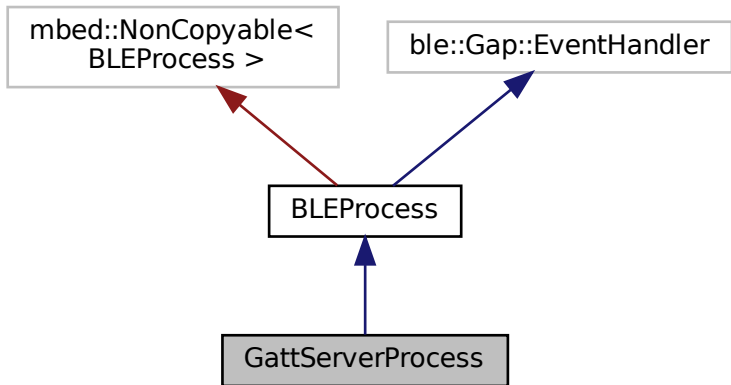 mbed::NonCopyable<
BLEProcess >
ble::Gap::EventHandler
BLEProcess
GattServerProcess